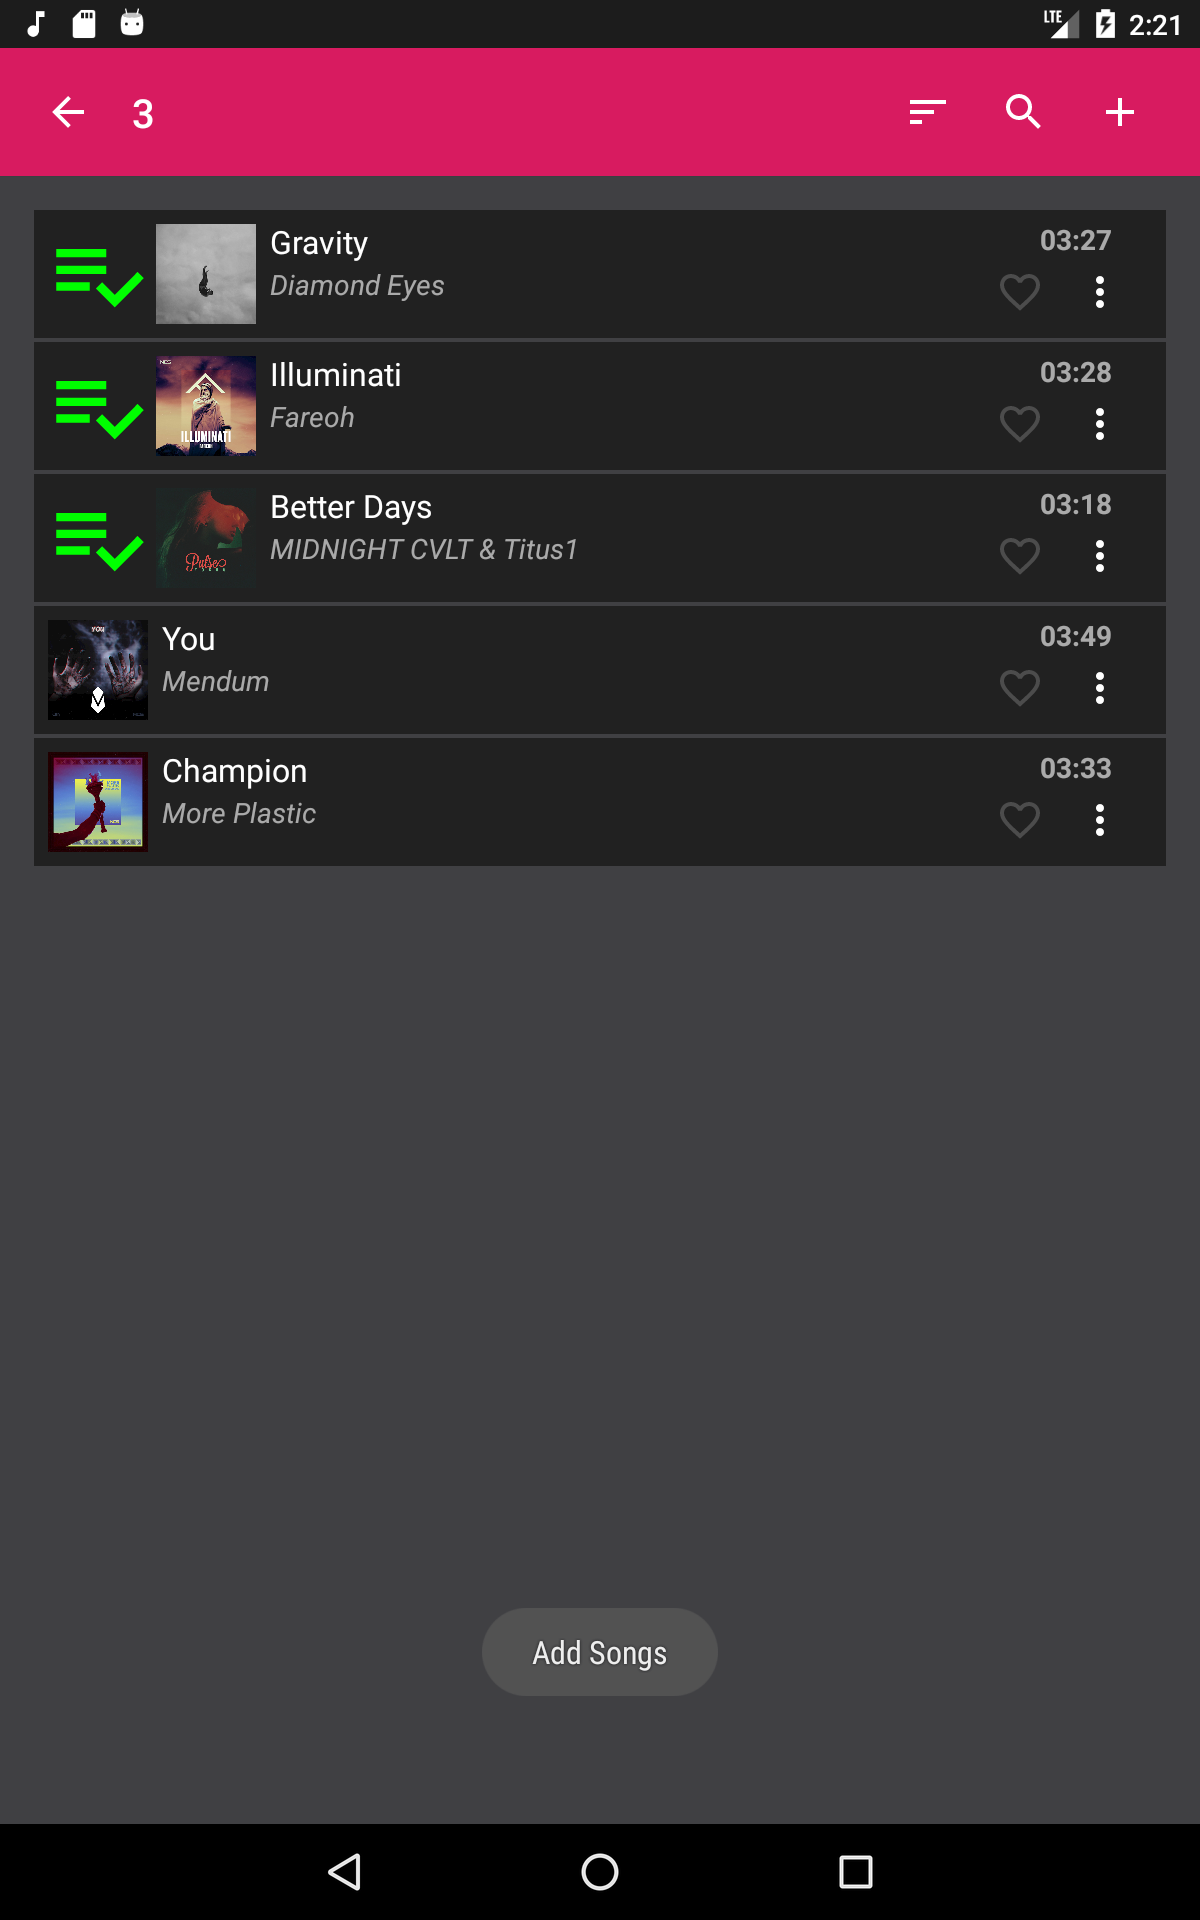 LTE 2:21
3
Gravity
03:27
Diamond Eyes
NCS
Illuminati
03:28
Fareoh
ILLUMINATI
Better Days
03:18
MIDNIGHT CVLT & Titus1
Pulse
You
03:49
Mendum
YOU
Champion
03:33
More Plastic
Add Songs